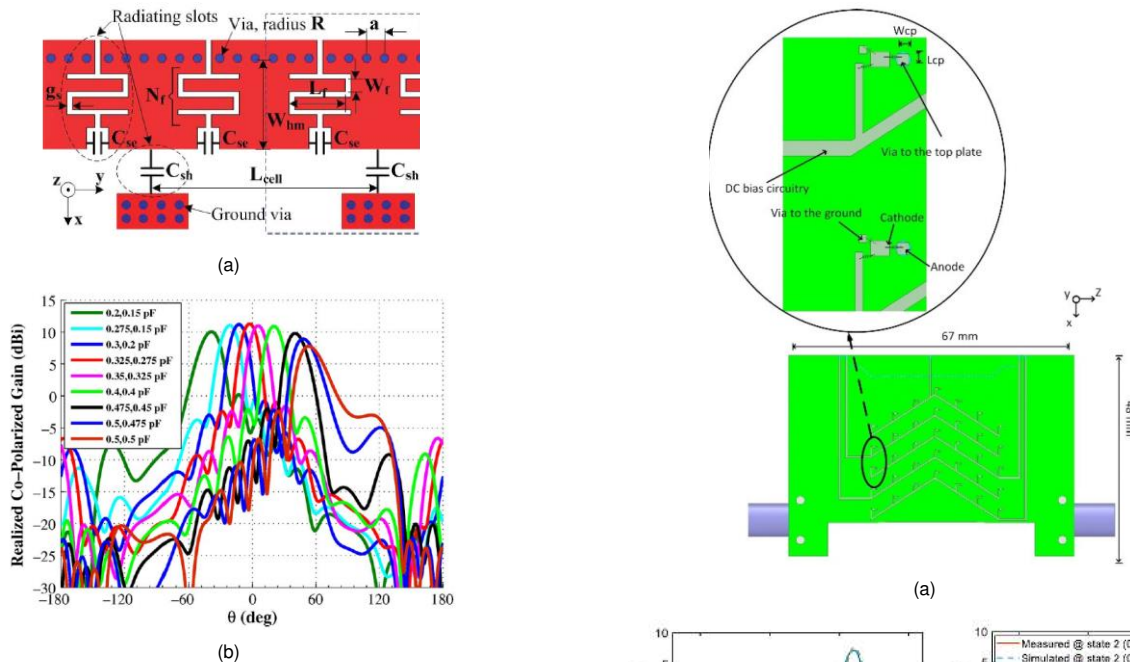 Radiating slots
Via, radius R
a
gs
Nf
Lf
Wf
Whm
Cse
Cse
Cse
Csh
Lcell
Csh
z
y
x
Ground via
(a)
Realized Co-Polarized Gain (dBi)
15
10
5
0
−5
−10
−15
−20
−25
−30
0.2,0.15 pF
0.275,0.15 pF
0.3,0.2 pF
0.325,0.275 pF
0.35,0.325 pF
0.4,0.4 pF
0.475,0.45 pF
0.5,0.475 pF
0.5,0.5 pF
−180
−120
−60
0
60
120
180
θ (deg)
(b)
Wcp
Lcp
Via to the top plate
DC bias circuitry
Via to the ground
Cathode
Anode
y
Z
x
67 mm
(a)
10
10
Measured @ state 2 (0
Simulated @ state 2 (0